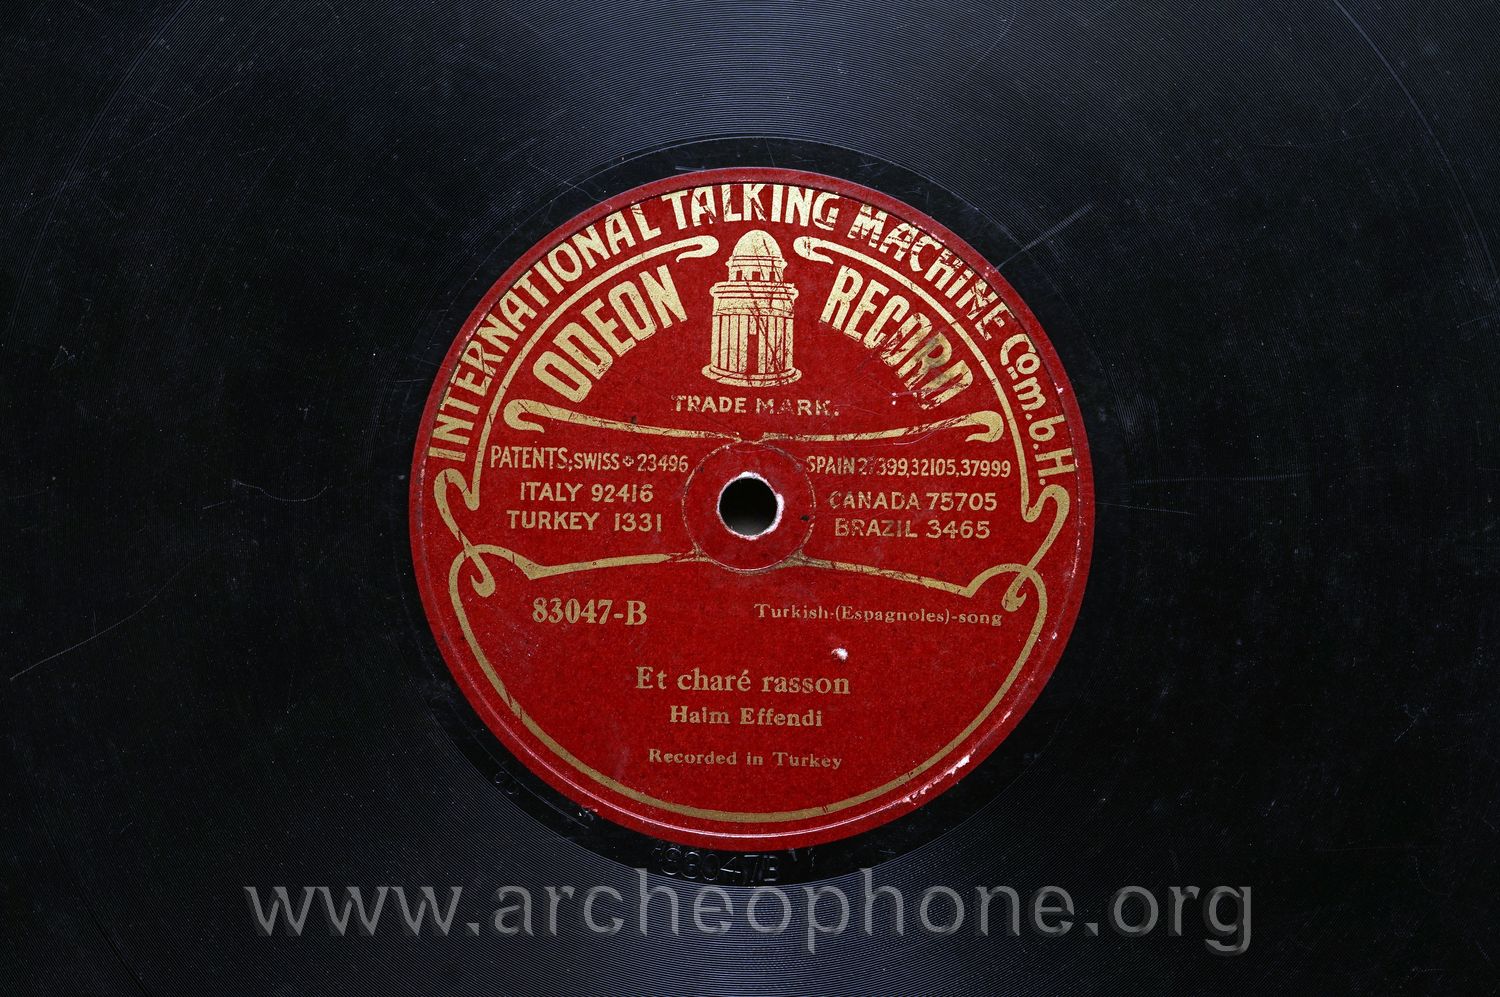 INTERNATIONAL TALKING MACHINE Co.m.b.H.
ODEON RECORD
TRADE MARK.
PATENTS: SWISS + 23496
ITALY 92416
TURKEY 1331
SPAIN 27399,32105,37999
CANADA 75705
BRAZIL 3465
83047-B
Turkish-(Espagnoles)-song
Et charé rasson
Haim Effendi
Recorded in Turkey
www.archeophone.org